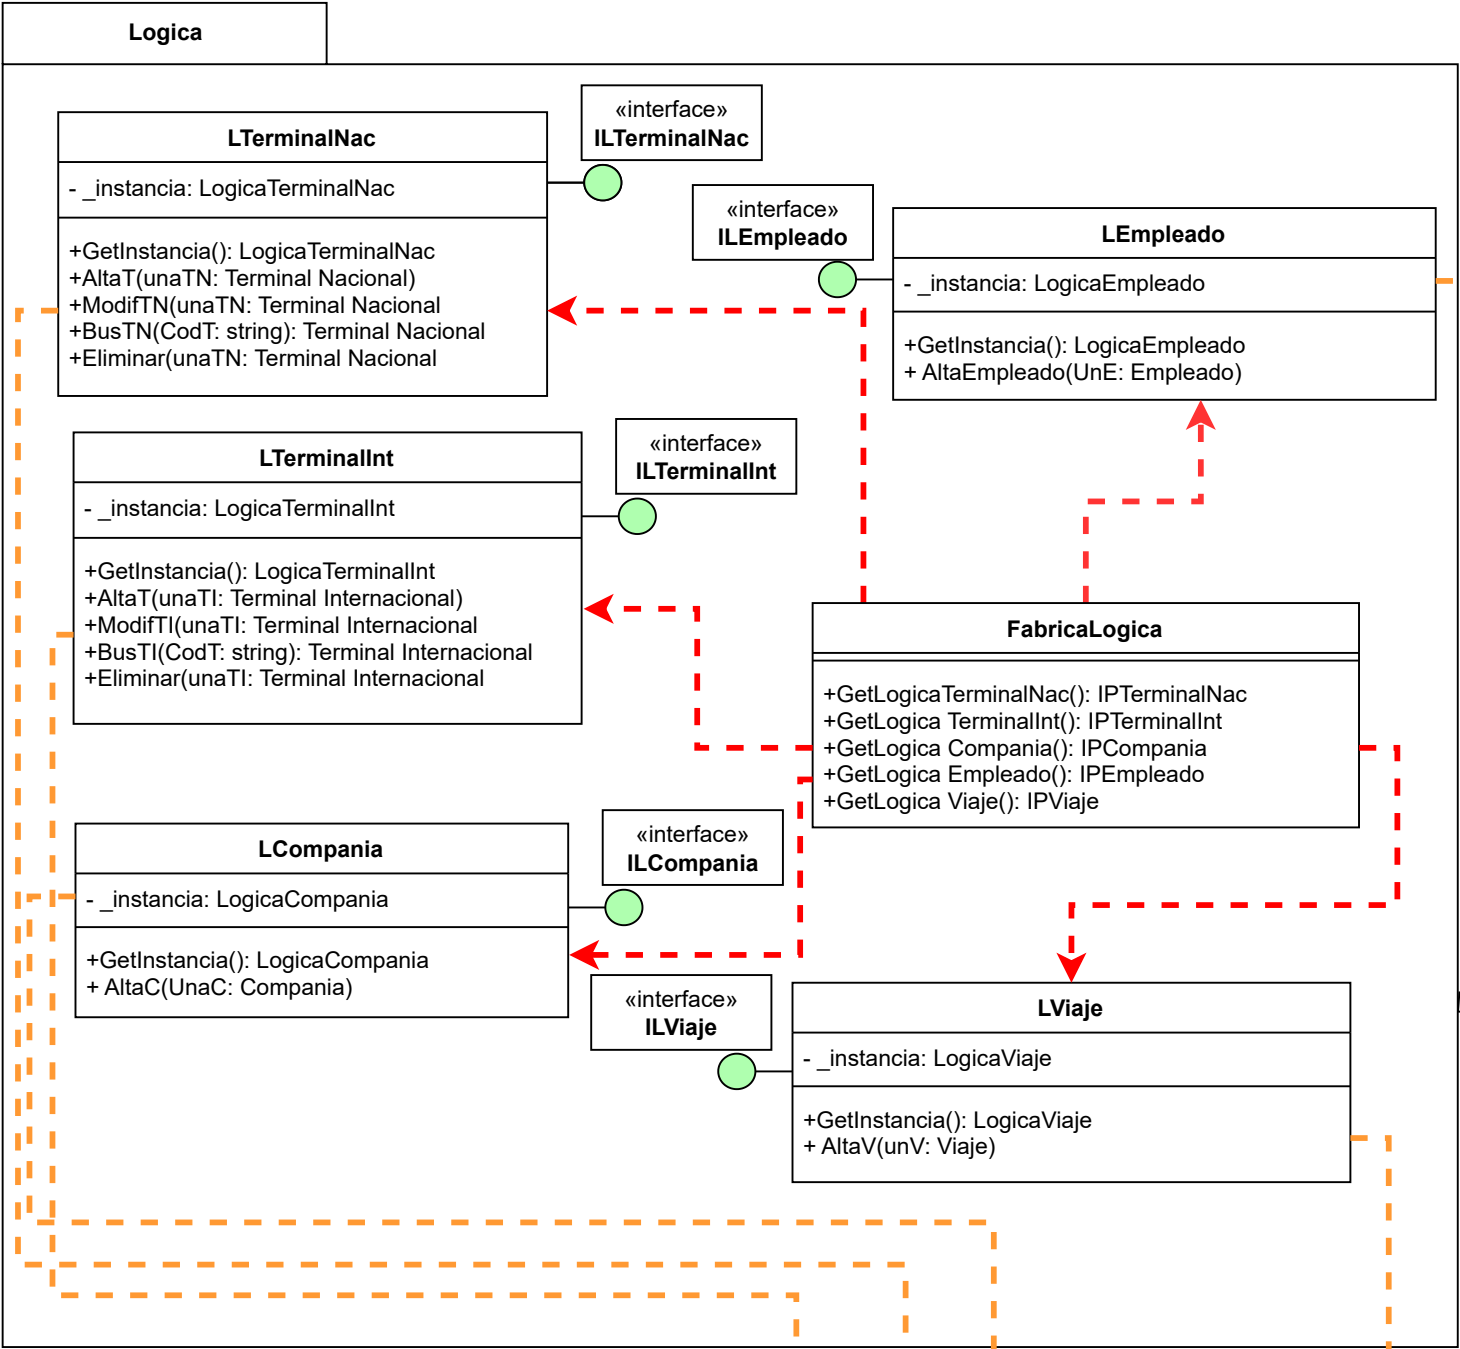 Logica
«interface»
ILTerminalNac
LTerminalNac
- _instancia: LogicaTerminalNac
+GetInstancia(): LogicaTerminalNac
+AltaT(unaTN: Terminal Nacional)
+ModifTN(unaTN: Terminal Nacional
+BusTN(CodT: string): Terminal Nacional
+Eliminar(unaTN: Terminal Nacional
«interface»
ILEmpleado
LEmpleado
- _instancia: LogicaEmpleado
+GetInstancia(): LogicaEmpleado
+ AltaEmpleado(UnE: Empleado)
«interface»
ILTerminalInt
LTerminalInt
- _instancia: LogicaTerminalInt
+GetInstancia(): LogicaTerminalInt
+AltaT(unaTI: Terminal Internacional)
+ModifTI(unaTI: Terminal Internacional
+BusTI(CodT: string): Terminal Internacional
+Eliminar(unaTI: Terminal Internacional
FabricaLogica
+GetLogicaTerminalNac(): IPTerminalNac
+GetLogica TerminalInt(): IPTerminalInt
+GetLogica Compania(): IPCompania
+GetLogica Empleado(): IPEmpleado
+GetLogica Viaje(): IPViaje
«interface»
ILCompania
LCompania
- _instancia: LogicaCompania
+GetInstancia(): LogicaCompania
+ AltaC(UnaC: Compania)
«interface»
ILViaje
LViaje
- _instancia: LogicaViaje
+GetInstancia(): LogicaViaje
+ AltaV(unV: Viaje)